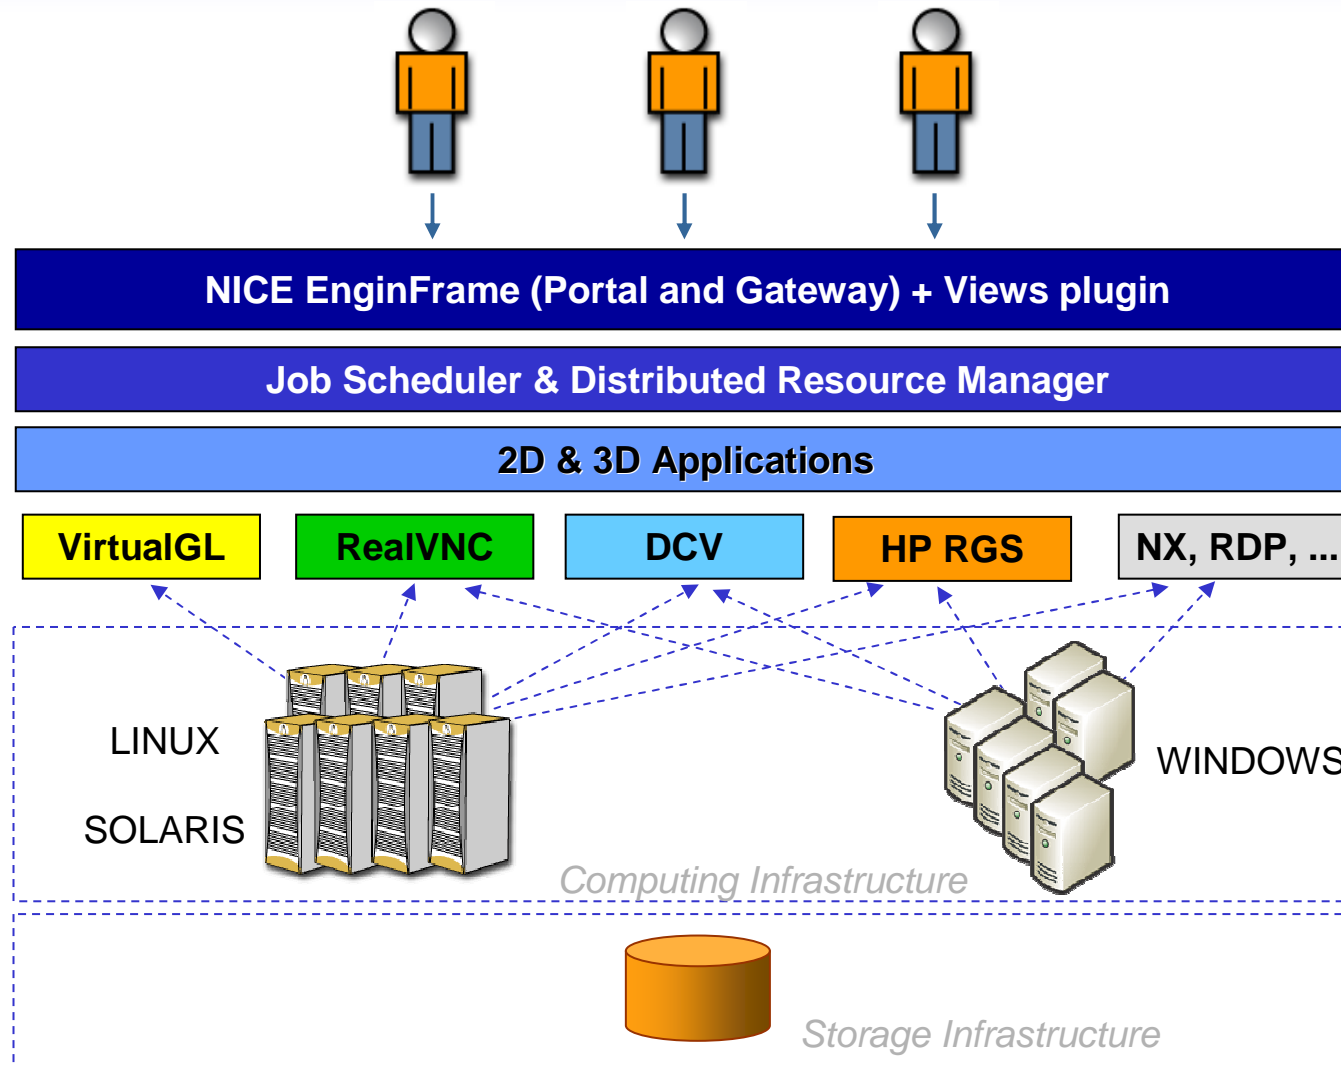 NICE EnginFrame (Portal and Gateway) + Views plugin
Job Scheduler & Distributed Resource Manager
2D & 3D Applications
VirtualGL
RealVNC
DCV
HP RGS
NX, RDP, ...
LINUX
SOLARIS
WINDOWS
Computing Infrastructure
Storage Infrastructure